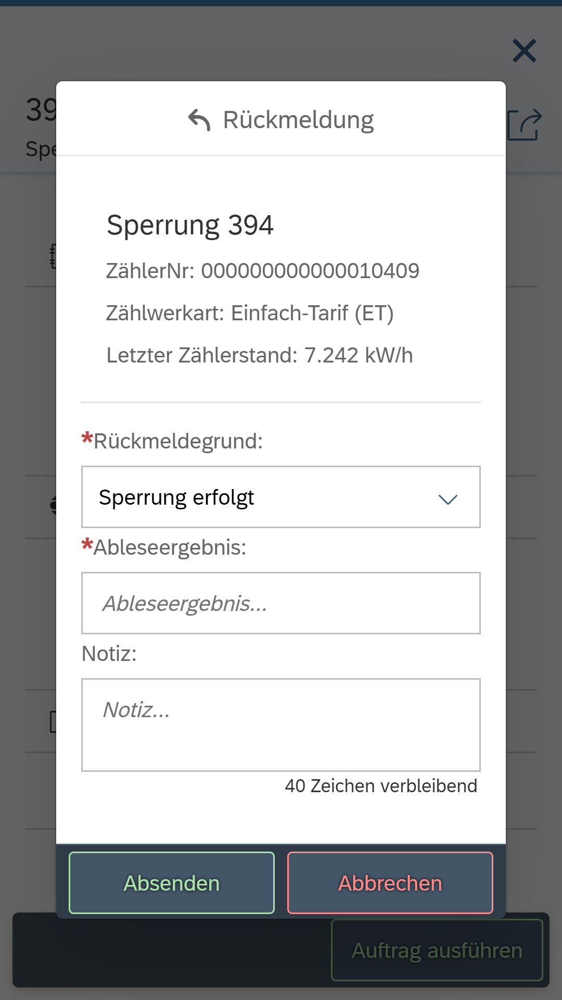 39
Spe
Rückmeldung
Sperrung 394
ZählerNr: 000000000000010409
Zählwerkart: Einfach-Tarif (ET)
Letzter Zählerstand: 7.242 kW/h
*Rückmeldegrund:
Sperrung erfolgt
*Ableseergebnis:
Ableseergebnis...
Notiz:
Notiz...
40 Zeichen verbleibend
Absenden
Abbrechen
Auftrag ausführen